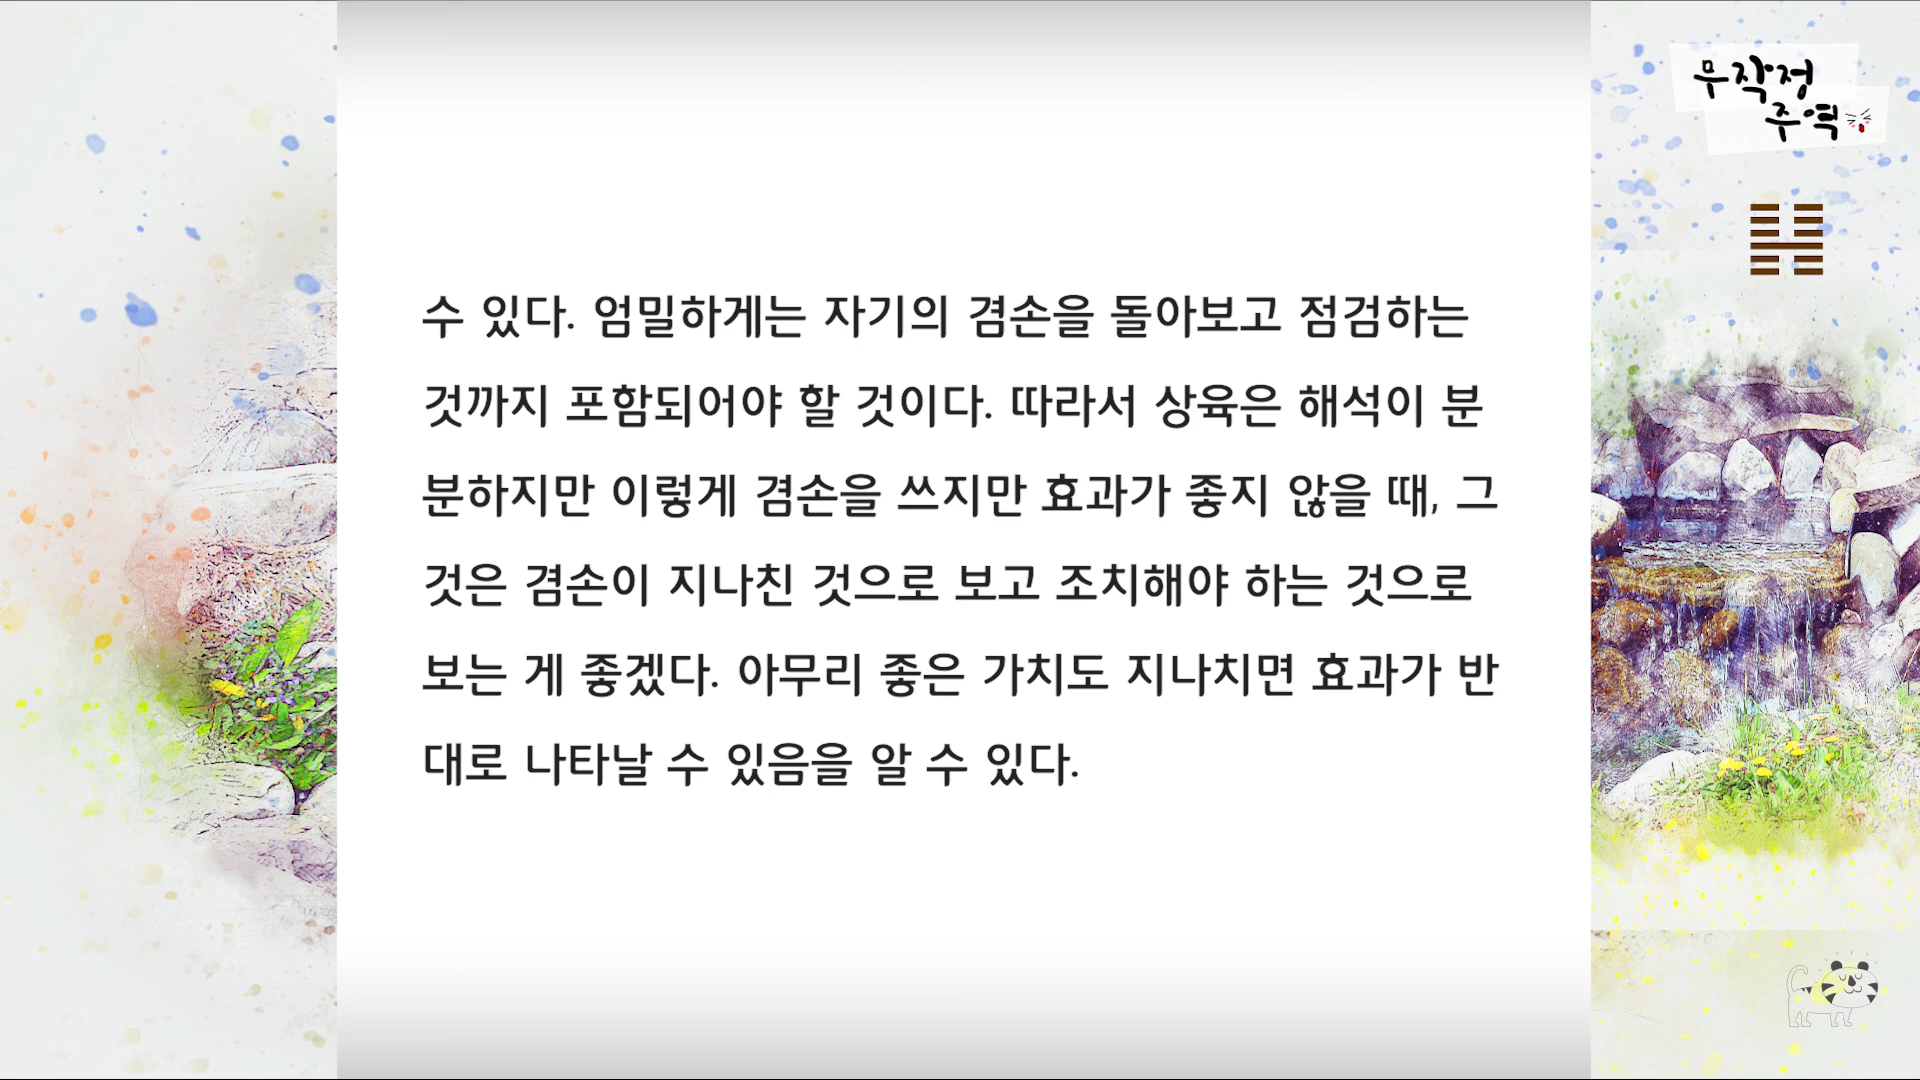 무작정
주역
수 있다. 엄밀하게는 자기의 겸손을 돌아보고 점검하는
것까지 포함되어야 할 것이다. 따라서 상육은 해석이 분
분하지만 이렇게 겸손을 쓰지만 효과가 좋지 않을 때, 그
것은 겸손이 지나친 것으로 보고 조치해야 하는 것으로
보는 게 좋겠다. 아무리 좋은 가치도 지나치면 효과가 반
대로 나타날 수 있음을 알 수 있다.